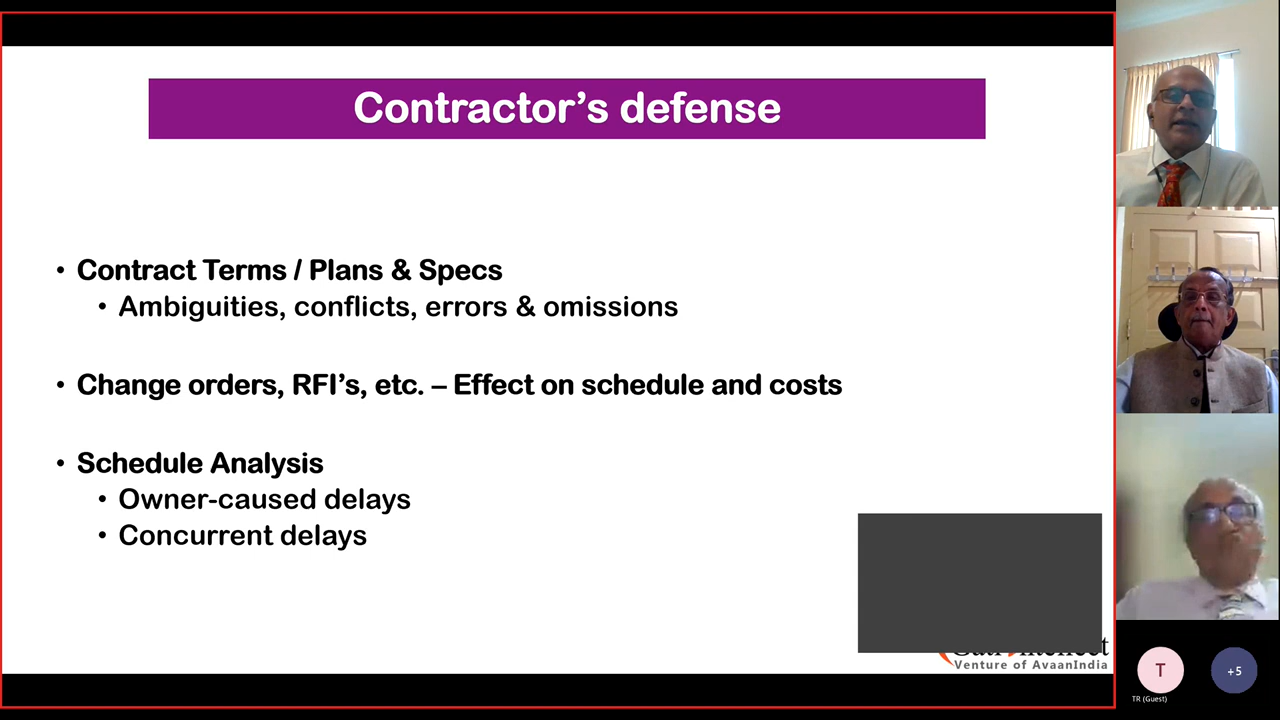 Contractor’s defense
• Contract Terms / Plans & Specs
• Ambiguities, conflicts, errors & omissions
• Change orders, RFI’s, etc. – Effect on schedule and costs
• Schedule Analysis
• Owner-caused delays
• Concurrent delays
Venture of AvaanIndia
T
+5
TR (Guest)